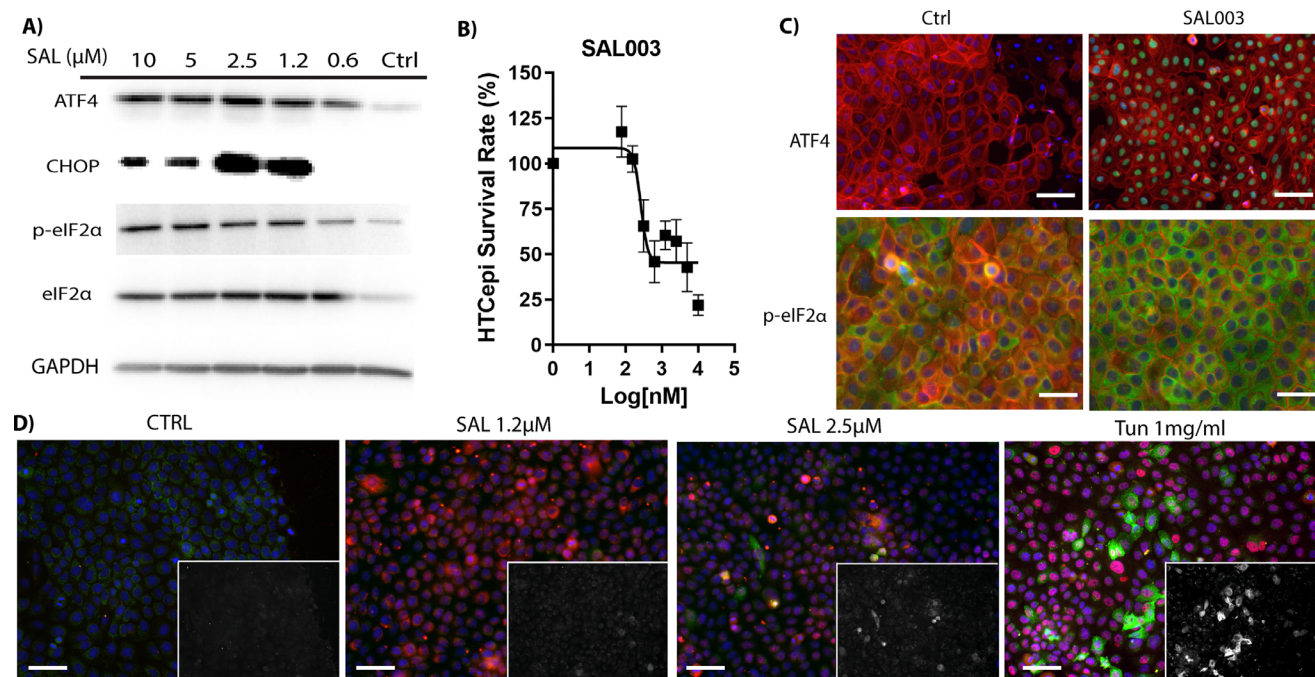 A)
SAL (μM) 10 5 2.5 1.2 0.6 Ctrl
ATF4
CHOP
p-eIF2α
eIF2α
GAPDH
B)
SAL003
HTCepi Survival Rate (%)
150
125
100
75
50
25
0
0 1 2 3 4 5
Log[nM]
C)
Ctrl SAL003
ATF4
p-eIF2α
D)
CTRL SAL 1.2μM SAL 2.5μM Tun 1mg/ml